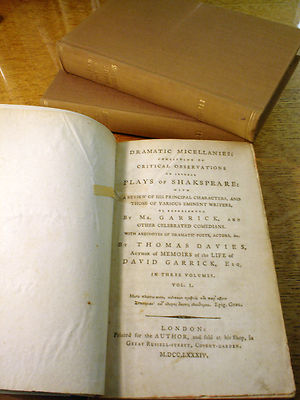 DRAMATIC MICELLANIES:
CONSISTING OF
CRITICAL OBSERVATIONS
ON SEVERAL
PLAYS OF SHAKSPEARE:
WITH
A REVIEW OF HIS PRINCIPAL CHARACTERS, AND
THOSE OF VARIOUS EMINENT WRITERS,
AS REPRESENTED
BY MR. GARRICK, AND
OTHER CELEBRATED COMEDIANS.
WITH ANECDOTES OF DRAMATIC POETS, ACTORS, &c.
BY THOMAS DAVIES,
AUTHOR OF MEMOIRS OF THE LIFE OF
DAVID GARRICK, ESQ.
IN THREE VOLUMES.
VOL. I.
LONDON:
Printed for the AUTHOR, and sold at his Shop, in
GREAT RUSSELL-STREET, COVENT-GARDEN.
M.DCC.LXXXIV.